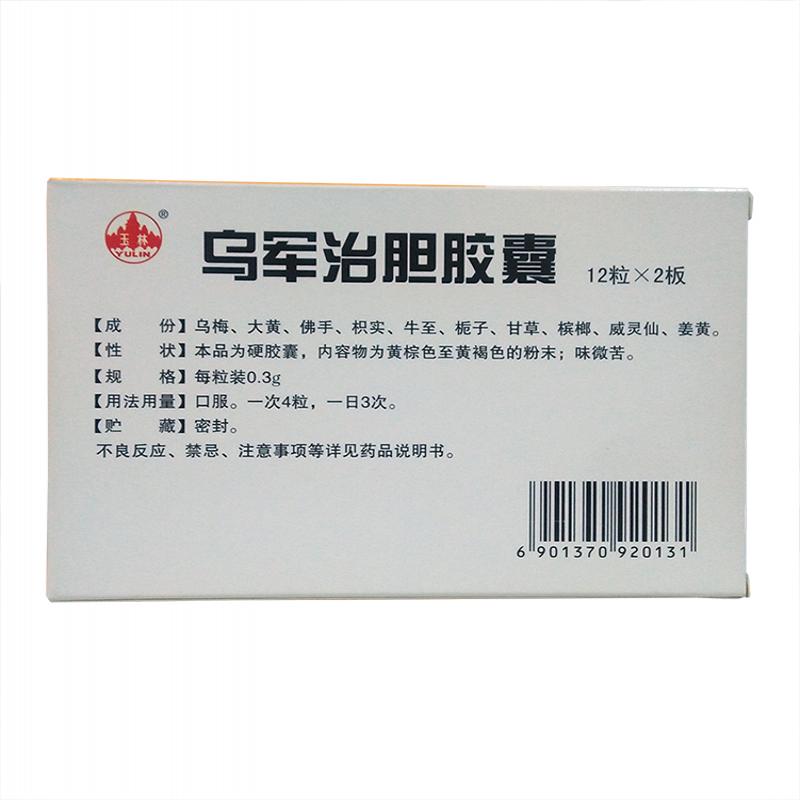 玉林
YULIN
®
乌军治胆胶囊 12粒×2板
【成 份】乌梅、大黄、佛手、枳实、牛至、栀子、甘草、槟榔、威灵仙、姜黄。
【性 状】本品为硬胶囊，内容物为黄棕色至黄褐色的粉末；味微苦。
【规 格】每粒装0.3g
【用法用量】口服。一次4粒，一日3次。
【贮 藏】密封。
不良反应、禁忌、注意事项等详见药品说明书。
6 901370 920131